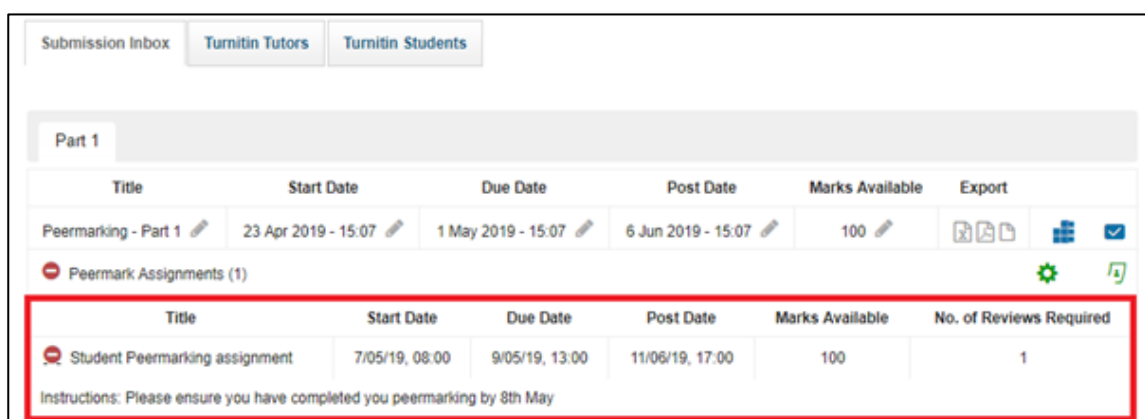 Submission Inbox Turnitin Tutors Turnitin Students
Part 1
Title Start Date Due Date Post Date Marks Available Export
Peermarking - Part 1 23 Apr 2019 - 15:07 1 May 2019 - 15:07 6 Jun 2019 - 15:07 100
Peermark Assignments (1)
Title Start Date Due Date Post Date Marks Available No. of Reviews Required
Student Peermarking assignment 7/05/19, 08:00 9/05/19, 13:00 11/06/19, 17:00 100 1
Instructions: Please ensure you have completed you peermarking by 8th May